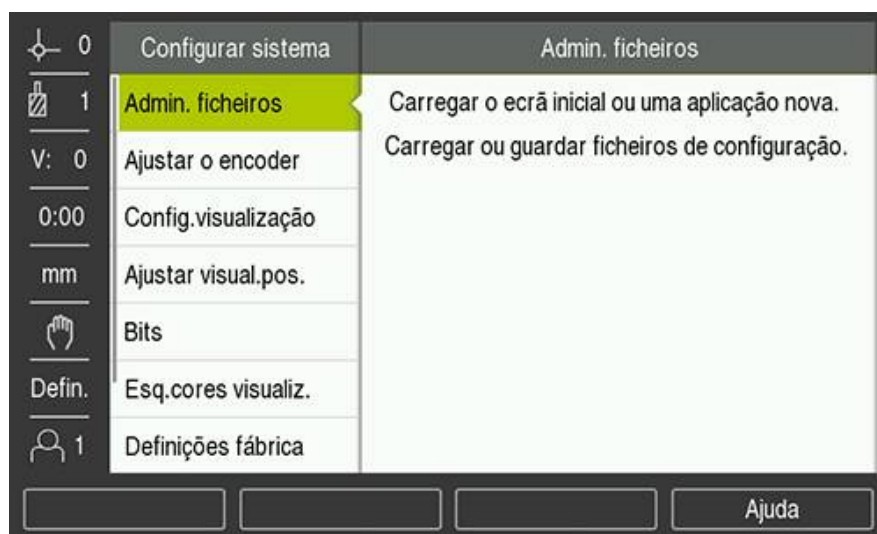 0
Configurar sistema
Admin. ficheiros
1
Admin. ficheiros
Carregar o ecrã inicial ou uma aplicação nova.
Carregar ou guardar ficheiros de configuração.
V: 0
Ajustar o encoder
0:00
Config.visualização
mm
Ajustar visual.pos.
Bits
Defin.
Esq.cores visualiz.
1
Definições fábrica
Ajuda